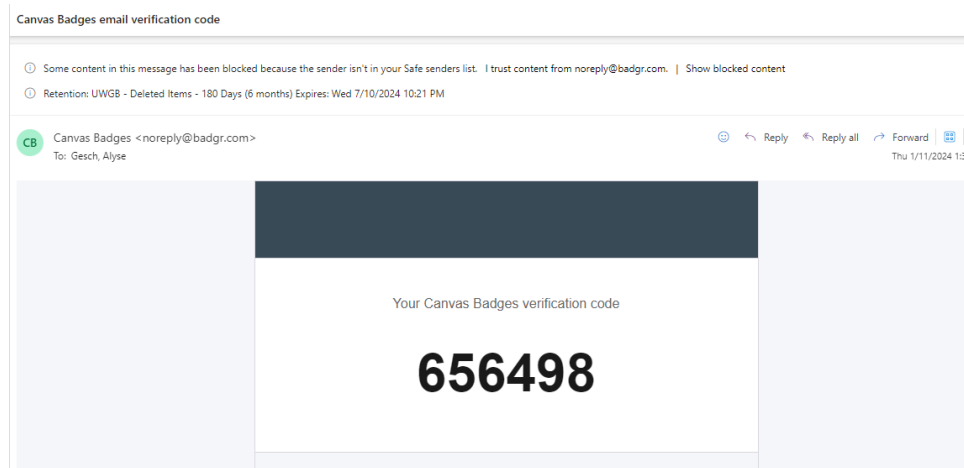 Canvas Badges email verification code
Some content in this message has been blocked because the sender isn't in your Safe senders list. I trust content from noreply@badgr.com. | Show blocked content
Retention: UWGB - Deleted Items - 180 Days (6 months) Expires: Wed 7/10/2024 10:21 PM
CB
Canvas Badges <noreply@badgr.com>
Reply
Reply all
Forward
To: Gesch, Alyse
Thu 1/11/2024
Your Canvas Badges verification code
656498